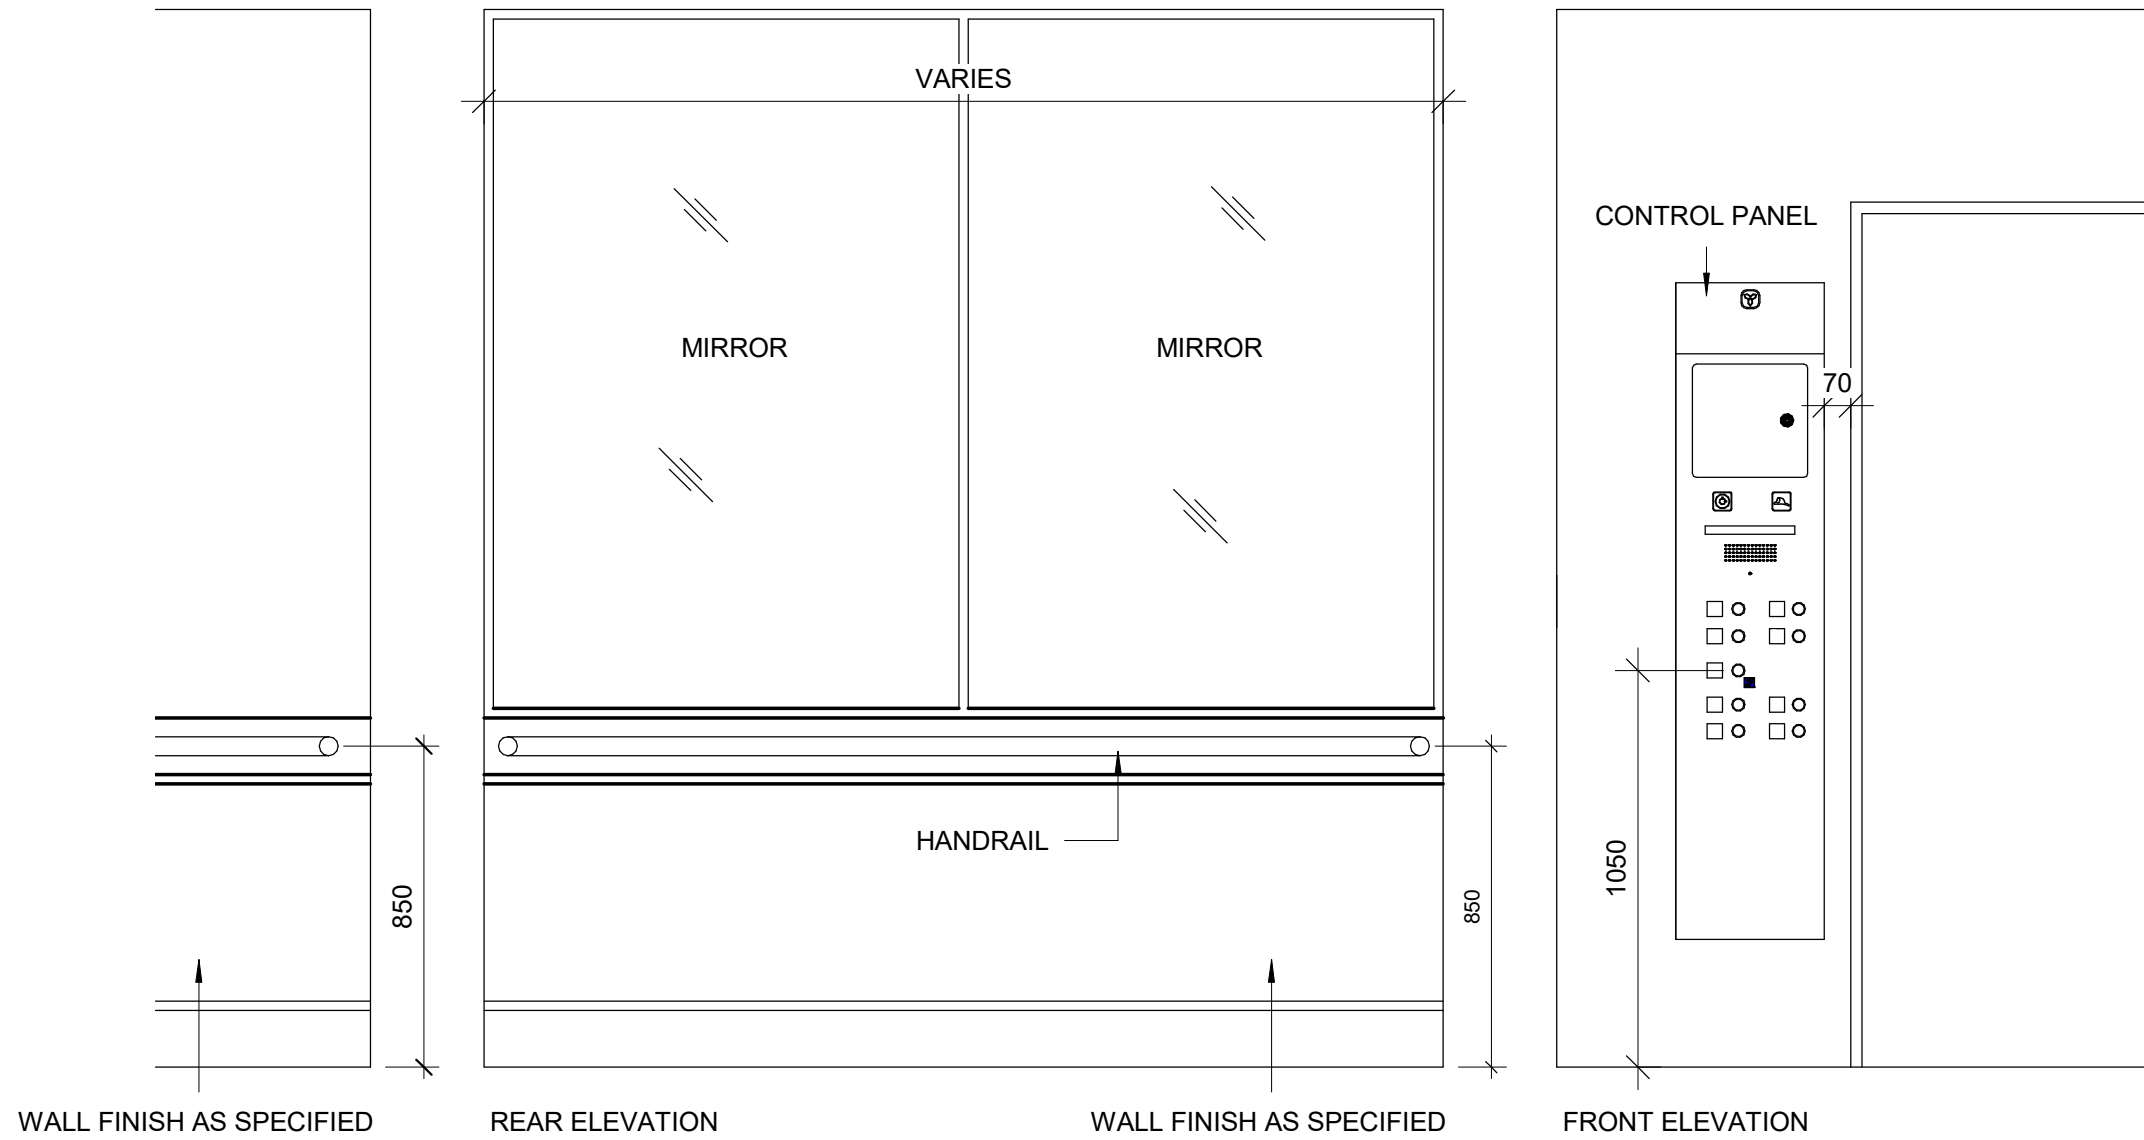 VARIES
CONTROL PANEL
MIRROR
MIRROR
70
HANDRAIL
850
850
1050
WALL FINISH AS SPECIFIED
REAR ELEVATION
WALL FINISH AS SPECIFIED
FRONT ELEVATION